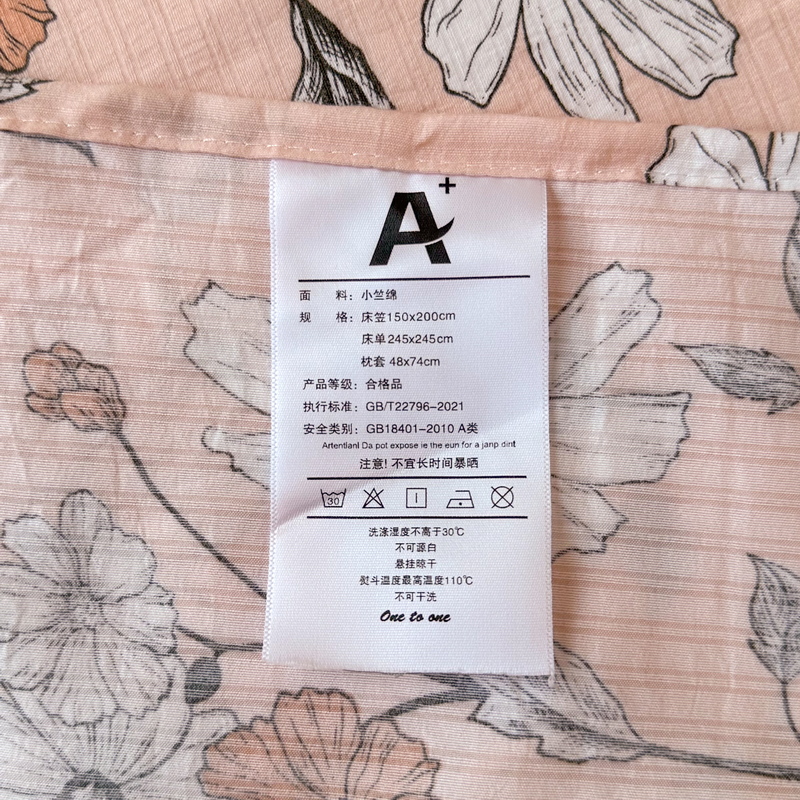 A+
面 料：小竺绵
规 格：床笠150x200cm
床单245x245cm
枕套 48x74cm
产品等级：合格品
执行标准：GB/T22796-2021
安全类别：GB18401-2010 A类
Artentianl Da pot expose ie the eun for a janp dint
注意! 不宜长时间暴晒
30
洗涤湿度不高于30℃
不可源白
悬挂晾干
熨斗温度最高温度110℃
不可干洗
One to one